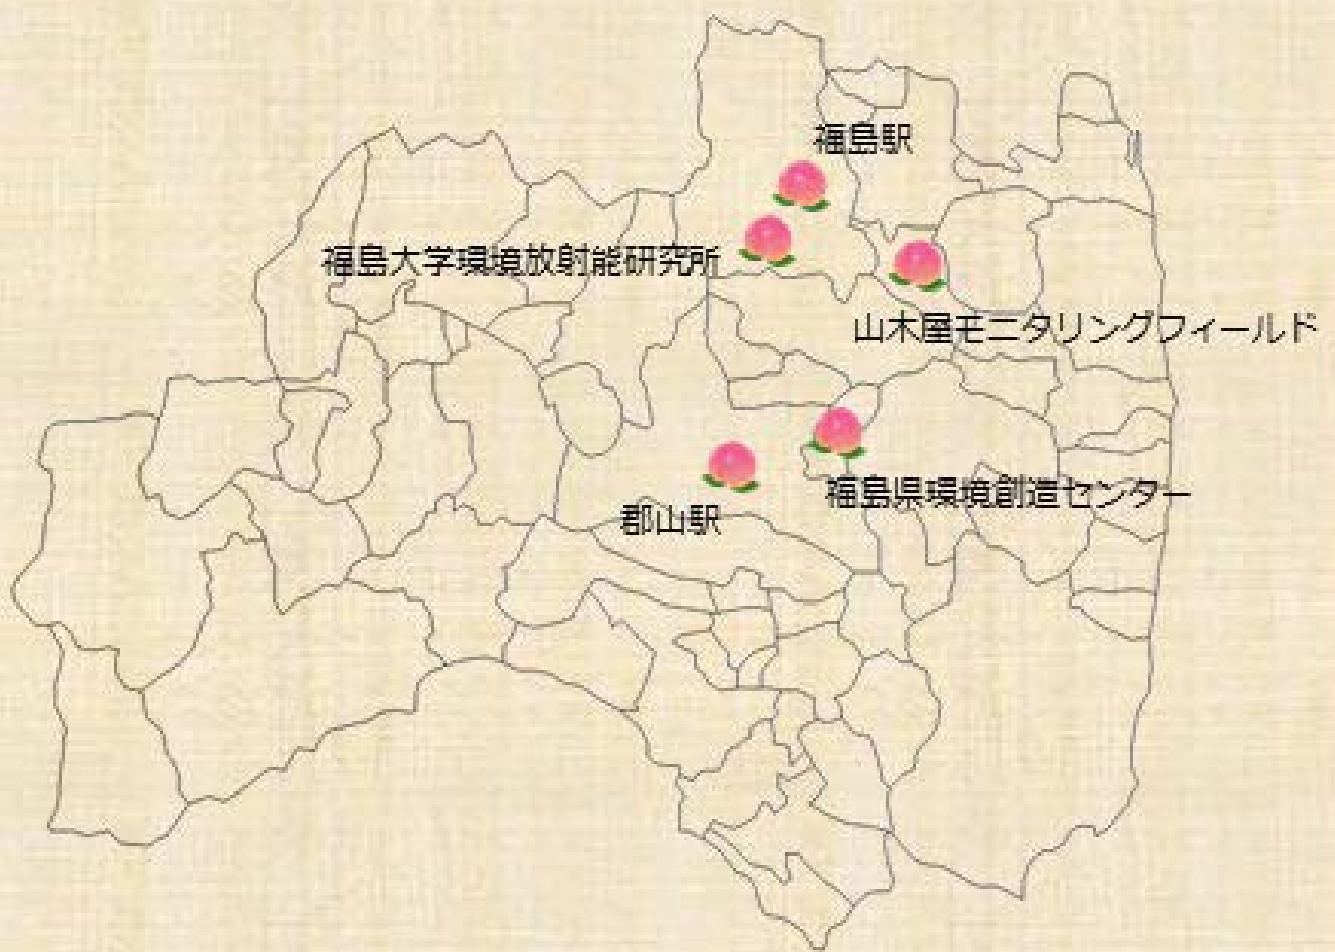 福島駅
福島大学環境放射能研究所
山木屋モニタリングフィールド
福島県環境創造センター
郡山駅